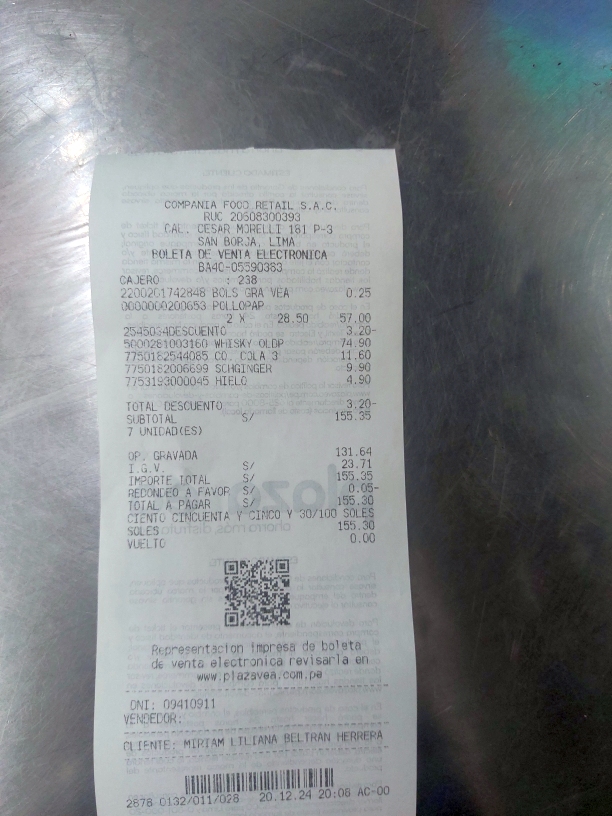 COMPANIA FOOD RETAIL S.A.C.
RUC 20608300393
CAL. CESAR MORELLI 181 P-3
SAN BORJA, LIMA
BOLETA DE VENTA ELECTRONICA
BA4C-05590383
CAJERO : 238
2200201742848 BOLS GRA VEA 0.25
0000000200653 POLLOPAP
2 X 28.50 57.00
2545034DESCUENTO 3.20-
5000281003160 WHISKY OLDP 74.90
7750182544085 CO. COLA 3 11.60
7750182006699 SCHGINGER 9.90
7753193000045 HIELO 4.90
TOTAL DESCUENTO 3.20-
SUBTOTAL S/ 155.35
7 UNIDAD(ES)
OP. GRAVADA 131.64
I.G.V. S/ 23.71
IMPORTE TOTAL S/ 155.35
REDONDEO A FAVOR S/ 0.05-
TOTAL A PAGAR S/ 155.30
CIENTO CINCUENTA Y CINCO Y 30/100 SOLES
SOLES 155.30
VUELTO 0.00
Representacion impresa de boleta
de venta electronica revisarla en
www.plazavea.com.pe
DNI: 09410911
VENDEDOR:
CLIENTE: MIRIAM LILIANA BELTRAN HERRERA
2878 0132/011/028 20.12.24 20:08 AC-00